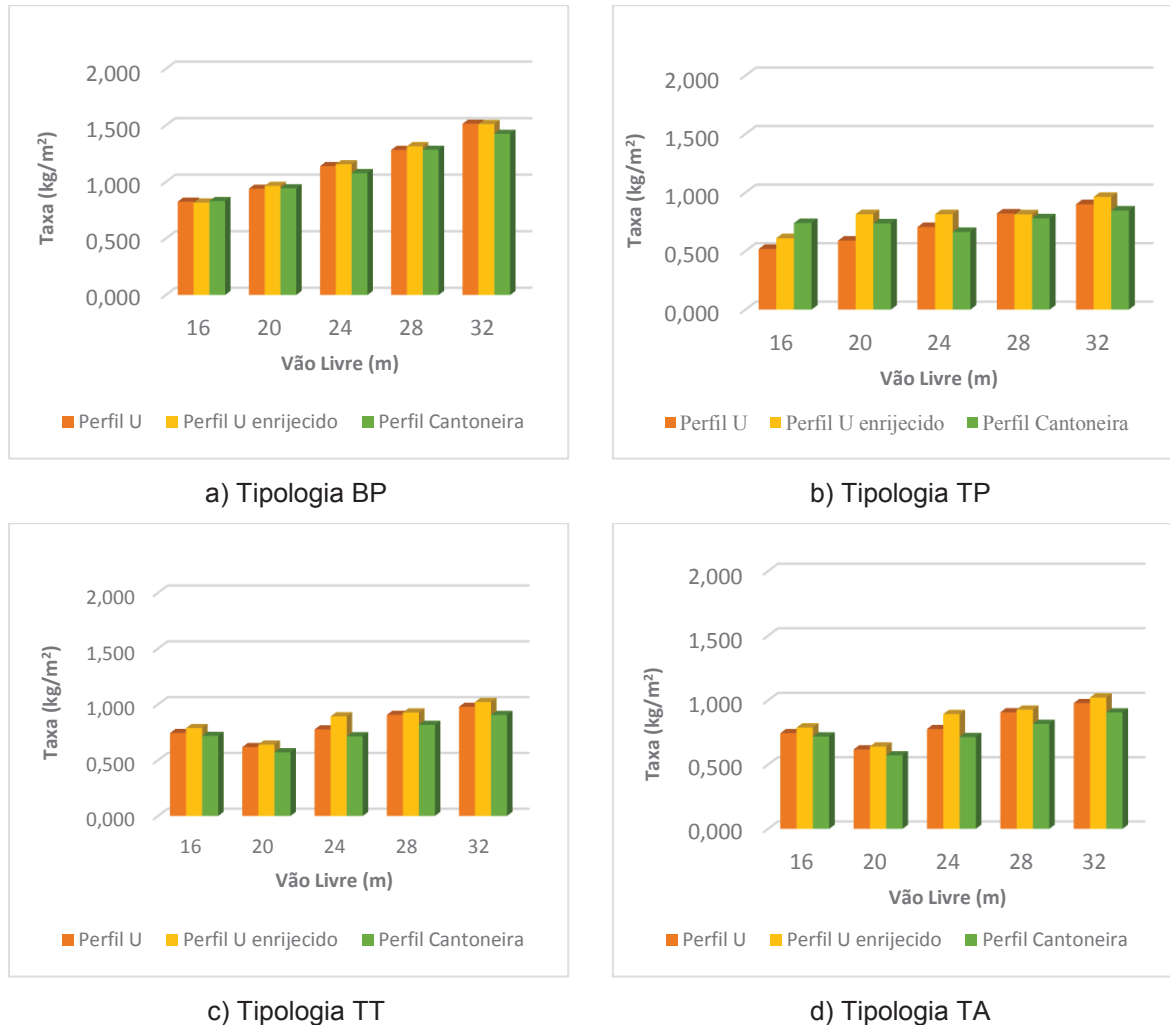 2,000
1,500
1,000
0,500
0,000
Taxa (kg/m²)
16 20 24 28 32
Vão Livre (m)
Perfil U Perfil U enrijecido Perfil Cantoneira
a) Tipologia BP
2,000
1,500
1,000
0,500
0,000
Taxa (kg/m²)
16 20 24 28 32
Vão Livre (m)
Perfil U Perfil U enrijecido Perfil Cantoneira
b) Tipologia TP
2,000
1,500
1,000
0,500
0,000
Taxa (kg/m²)
16 20 24 28 32
Vão Livre (m)
Perfil U Perfil U enrijecido Perfil Cantoneira
c) Tipologia TT
2,000
1,500
1,000
0,500
0,000
Taxa (kg/m²)
16 20 24 28 32
Vão Livre (m)
Perfil U Perfil U enrijecido Perfil Cantoneira
d) Tipologia TA